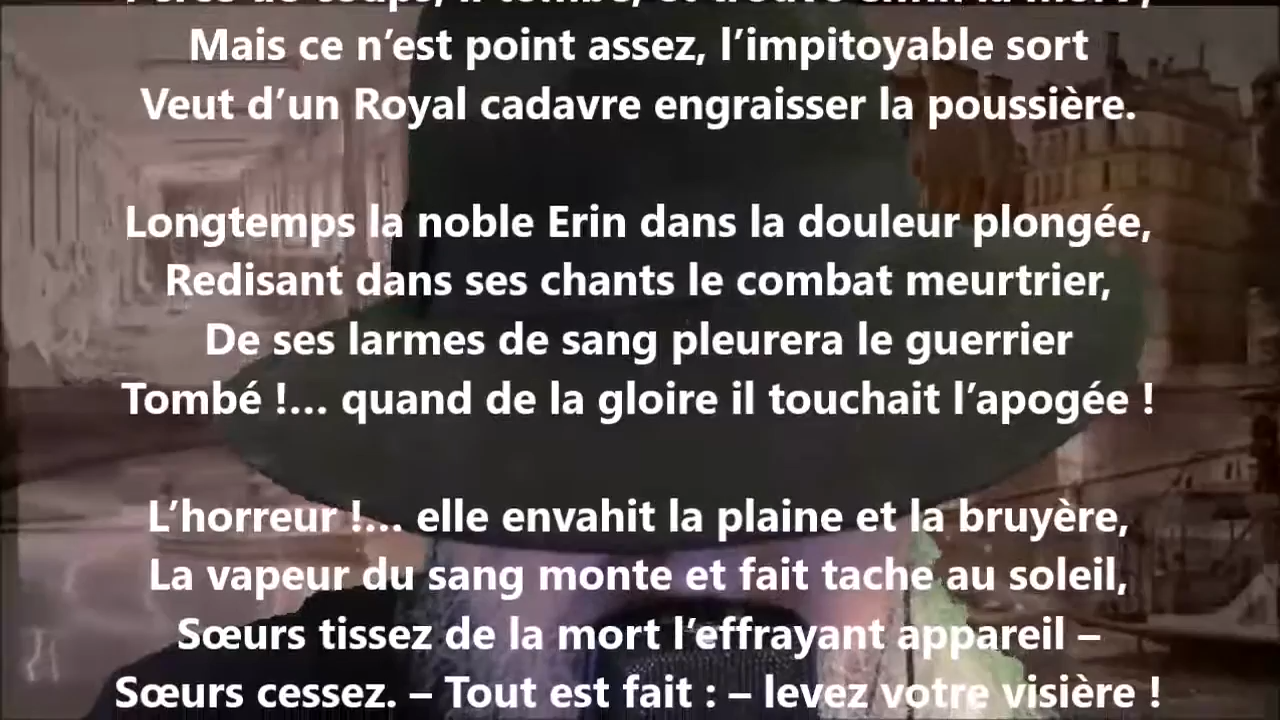 Mais ce n’est point assez, l’impitoyable sort
Veut d’un Royal cadavre engraisser la poussière.
Longtemps la noble Erin dans la douleur plongée,
Redisant dans ses chants le combat meurtrier,
De ses larmes de sang pleurera le guerrier
Tombé !… quand de la gloire il touchait l’apogée !
L’horreur !… elle envahit la plaine et la bruyère,
La vapeur du sang monte et fait tache au soleil,
Sœurs tissez de la mort l’effrayant appareil –
Sœurs cessez. – Tout est fait : – levez votre visière !